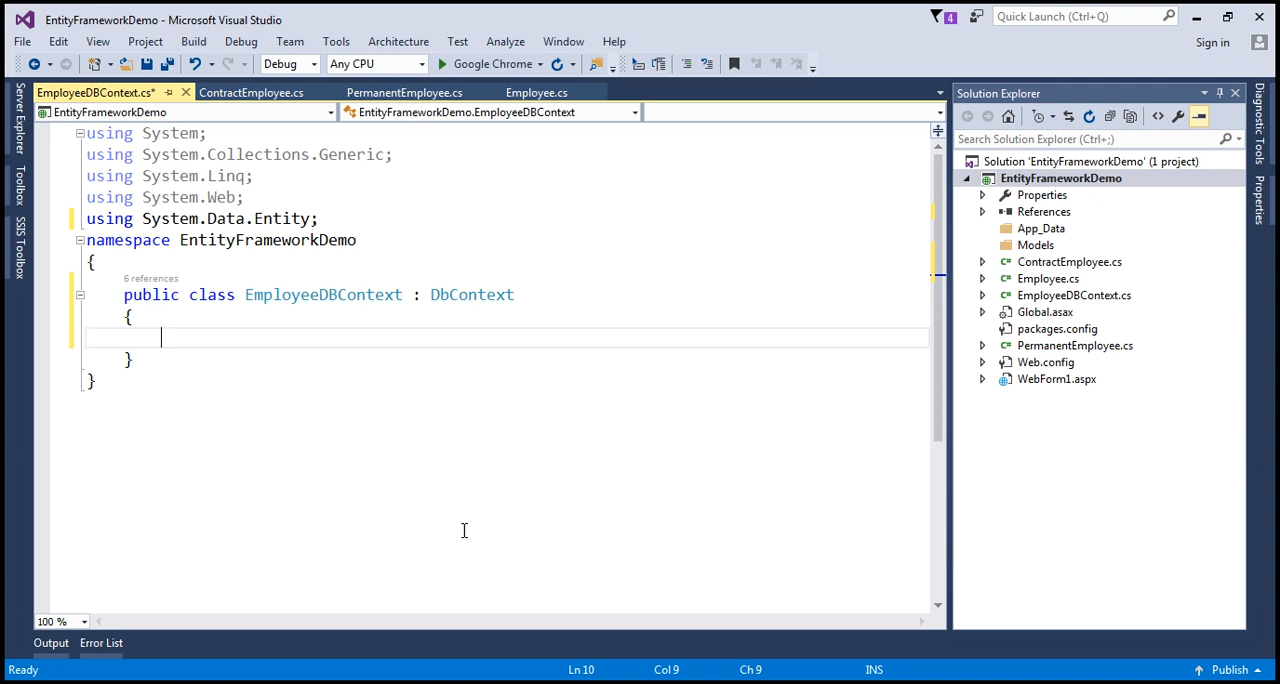 EntityFrameworkDemo - Microsoft Visual Studio
4
Quick Launch (Ctrl+Q)
File Edit View Project Build Debug Team Tools Architecture Test Analyze Window Help
Sign in
Debug Any CPU Google Chrome
Server Explorer
Toolbox
SSIS Toolbox
EmployeeDBContext.cs* ContractEmployee.cs PermanentEmployee.cs Employee.cs
EntityFrameworkDemo EntityFrameworkDemo.EmployeeDBContext
using System;
using System.Collections.Generic;
using System.Linq;
using System.Web;
using System.Data.Entity;
namespace EntityFrameworkDemo
{
6 references
public class EmployeeDBContext : DbContext
{
}
}
100 %
Solution Explorer
Search Solution Explorer (Ctrl+;)
Solution 'EntityFrameworkDemo' (1 project)
EntityFrameworkDemo
Properties
References
App_Data
Models
ContractEmployee.cs
Employee.cs
EmployeeDBContext.cs
Global.asax
packages.config
PermanentEmployee.cs
Web.config
WebForm1.aspx
Diagnostic Tools
Properties
Output Error List
Ready Ln 10 Col 9 Ch 9 INS Publish